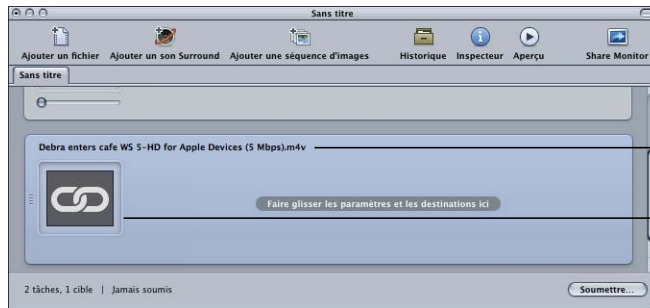 Sans titre
Ajouter un fichier Ajouter un son Surround Ajouter une séquence d'images Historique Inspecteur Aperçu Share Monitor
Sans titre
Debra enters cafe WS 5-HD for Apple Devices (5 Mbps).m4v
Faire glisser les paramètres et les destinations ici
2 tâches, 1 cible | Jamais soumis Soumettre...